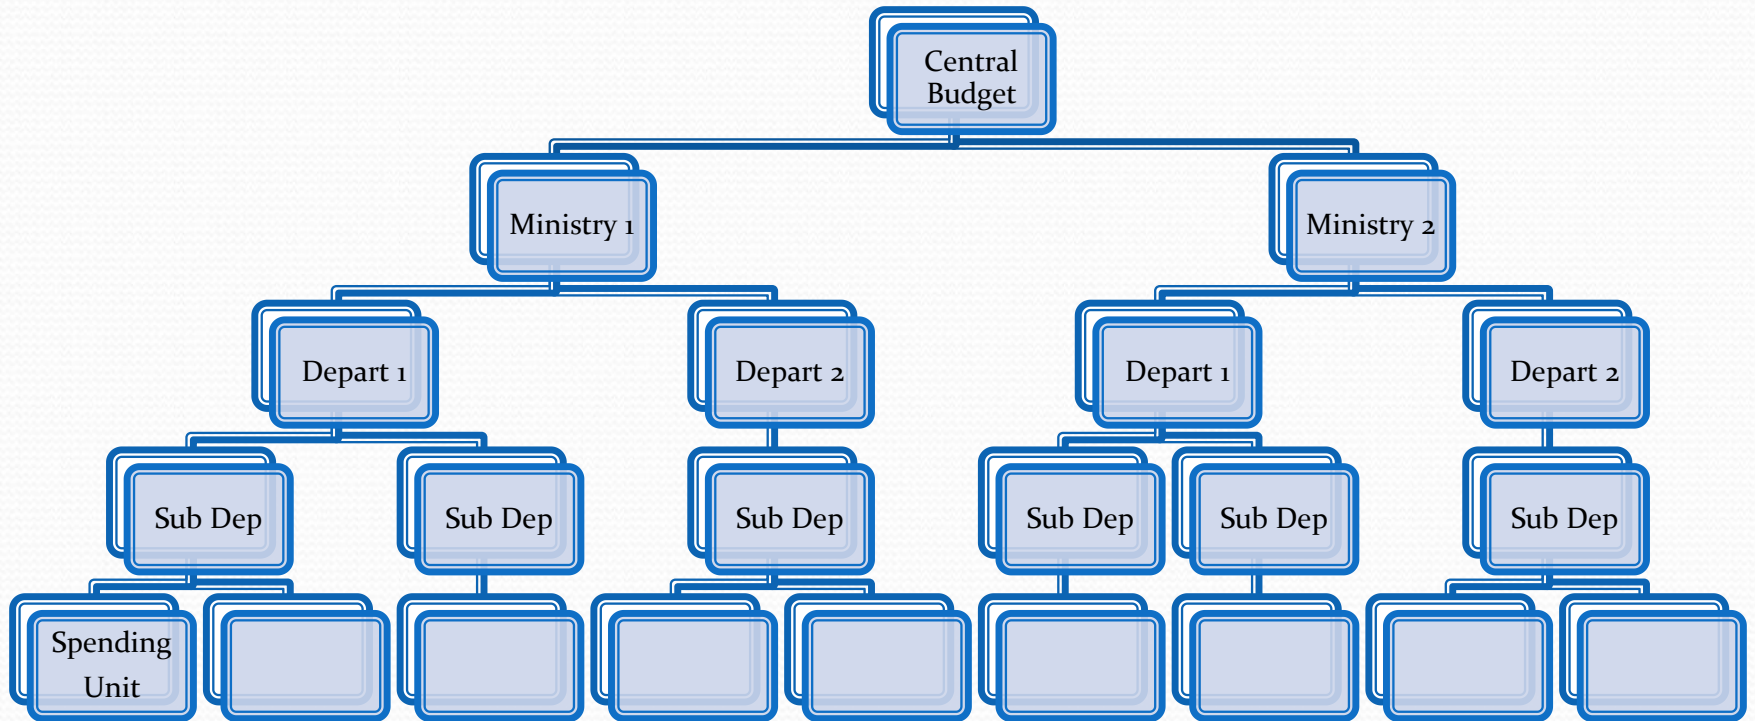 Central
Budget
Ministry 1
Ministry 2
Depart 1
Depart 2
Depart 1
Depart 2
Sub Dep
Sub Dep
Sub Dep
Sub Dep
Sub Dep
Sub Dep
Spending
Unit